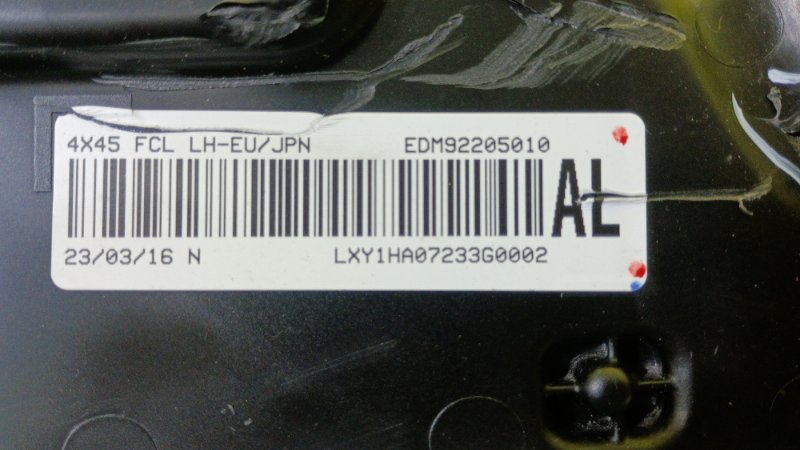 4X45 FCL LH-EU/JPN EDM92205010
AL
23/03/16 N LXY1HA07233G0002